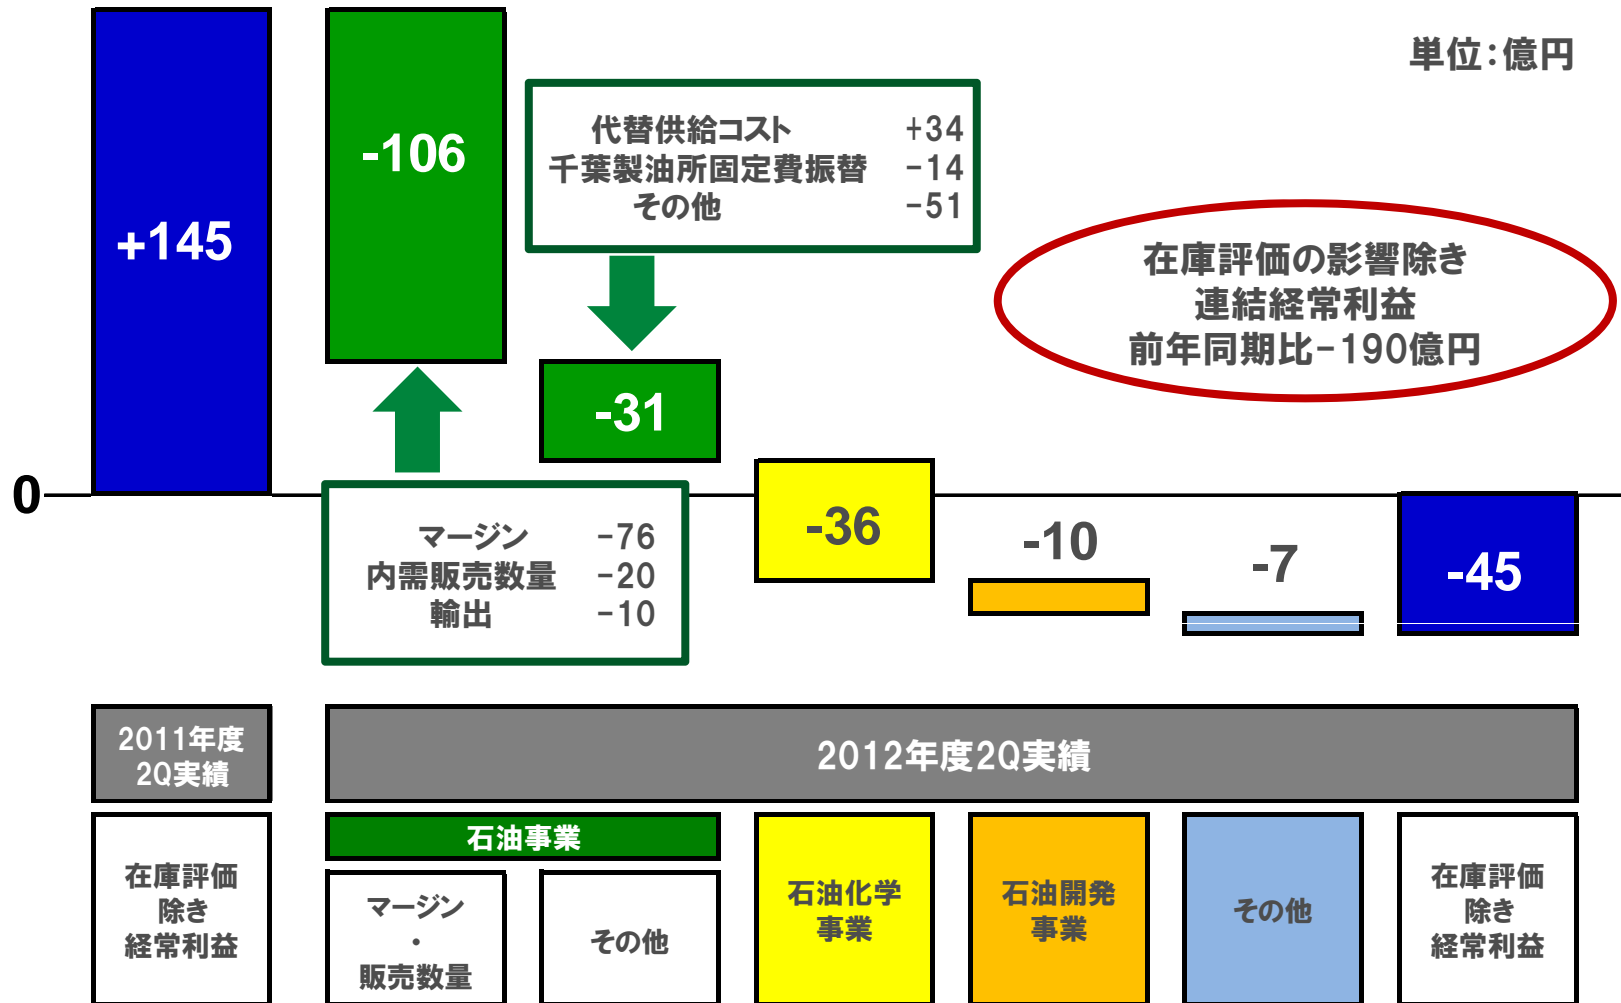 単位：億円
+145
-106
代替供給コスト +34
千葉製油所固定費振替 -14
その他 -51
在庫評価の影響除き
連結経常利益
前年同期比-190億円
-31
0
マージン -76
内需販売数量 -20
輸出 -10
-36
-10
-7
-45
2011年度
2Q実績
2012年度2Q実績
石油事業
在庫評価
除き
経常利益
マージン
・
販売数量
その他
石油化学
事業
石油開発
事業
その他
在庫評価
除き
経常利益